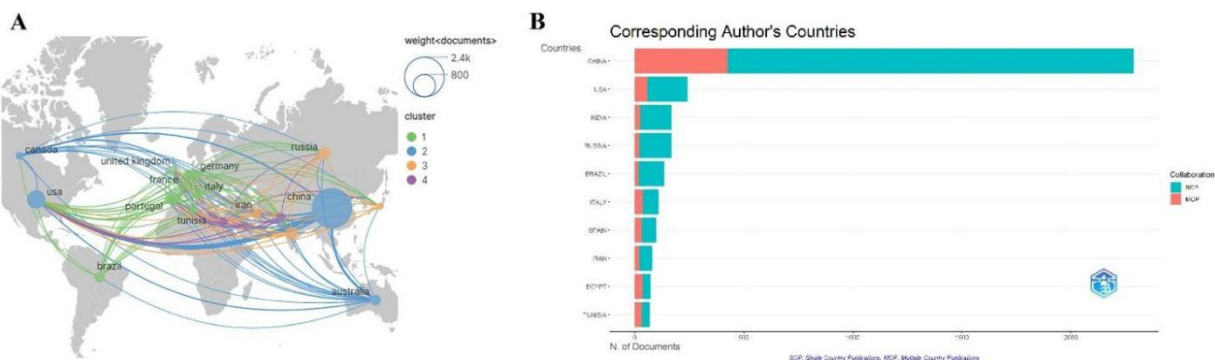 A
weight<documents>
2.4k
800
cluster
1
2
3
4
canada
usa
united kingdom
germany
france
italy
portugal
tunisia
iran
russia
china
brazil
australia
B
Corresponding Author's Countries
Countries
CHINA
USA
INDIA
RUSSIA
BRAZIL
ITALY
SPAIN
IRAN
EGYPT
TUNISIA
0
500
1000
1500
2000
N. of Documents
Collaboration
SCP
MCP
SCP: Single Country Publications, MCP: Multiple Country Publications